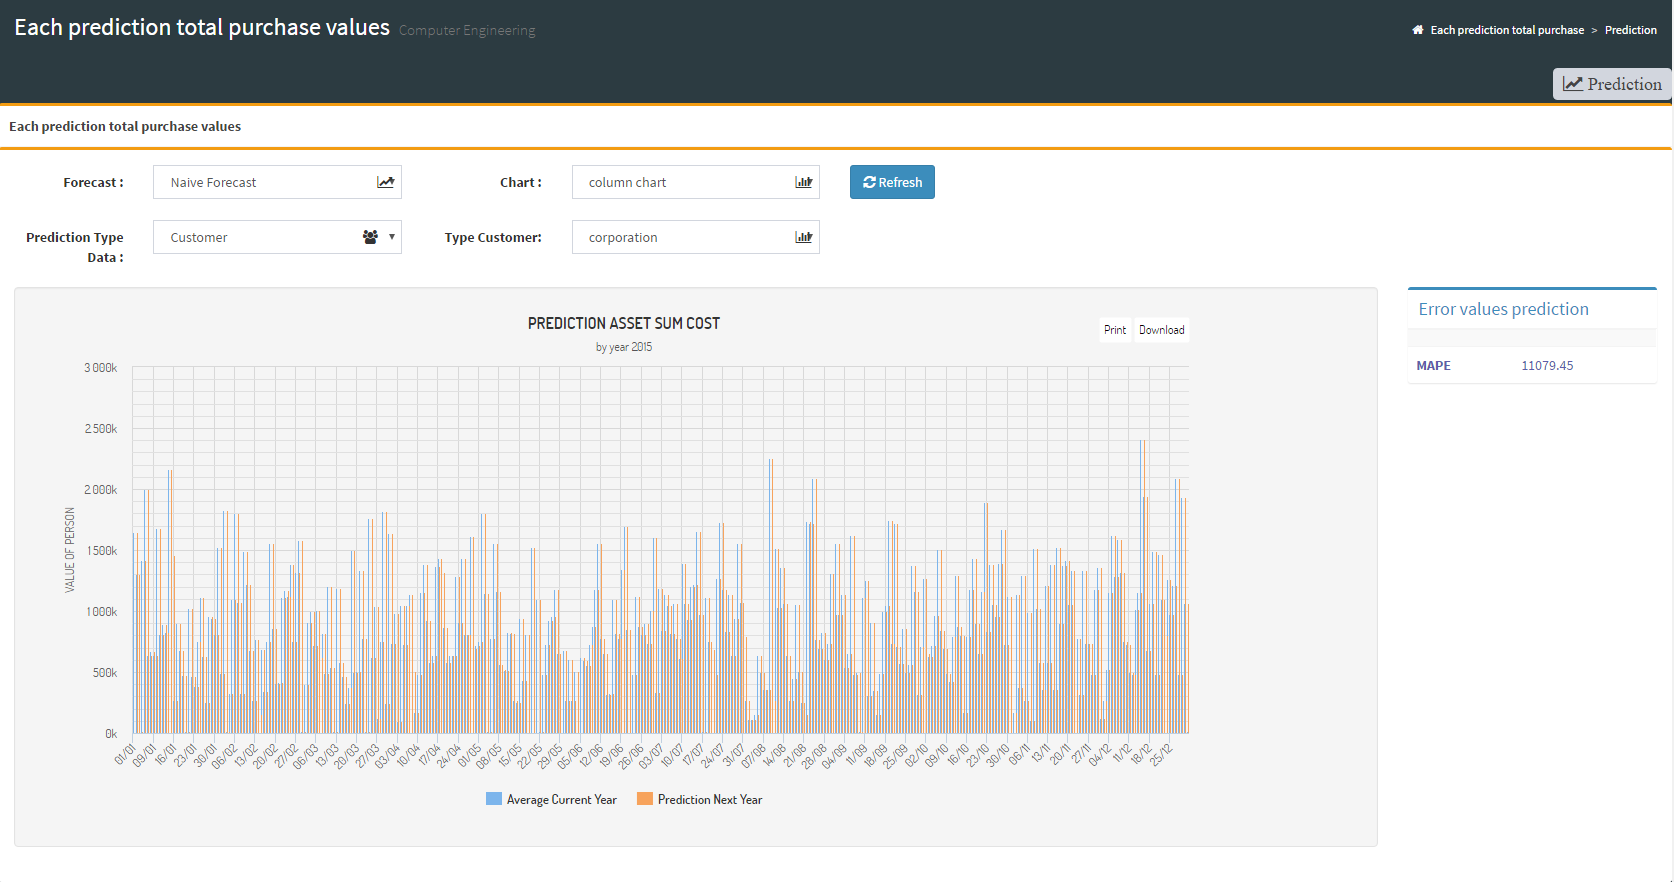 Each prediction total purchase values Computer Engineering
Each prediction total purchase > Prediction
Prediction
Each prediction total purchase values
Forecast : Naive Forecast Chart : column chart Refresh
Prediction Type Data : Customer Type Customer: corporation
PREDICTION ASSET SUM COST
by year 2015
Print Download
Error values prediction
MAPE 11079.45
VALUE OF PERSON
3 000k
2 500k
2 000k
1 500k
1 000k
500k
0k
01/01 09/01 16/01 23/01 30/01 06/02 13/02 20/02 27/02 06/03 13/03 20/03 27/03 03/04 10/04 17/04 24/04 01/05 08/05 15/05 22/05 29/05 05/06 12/06 19/06 26/06 03/07 10/07 17/07 24/07 31/07 07/08 14/08 21/08 28/08 04/09 11/09 18/09 25/09 02/10 09/10 16/10 23/10 30/10 06/11 13/11 20/11 27/11 04/12 11/12 18/12 25/12
Average Current Year Prediction Next Year